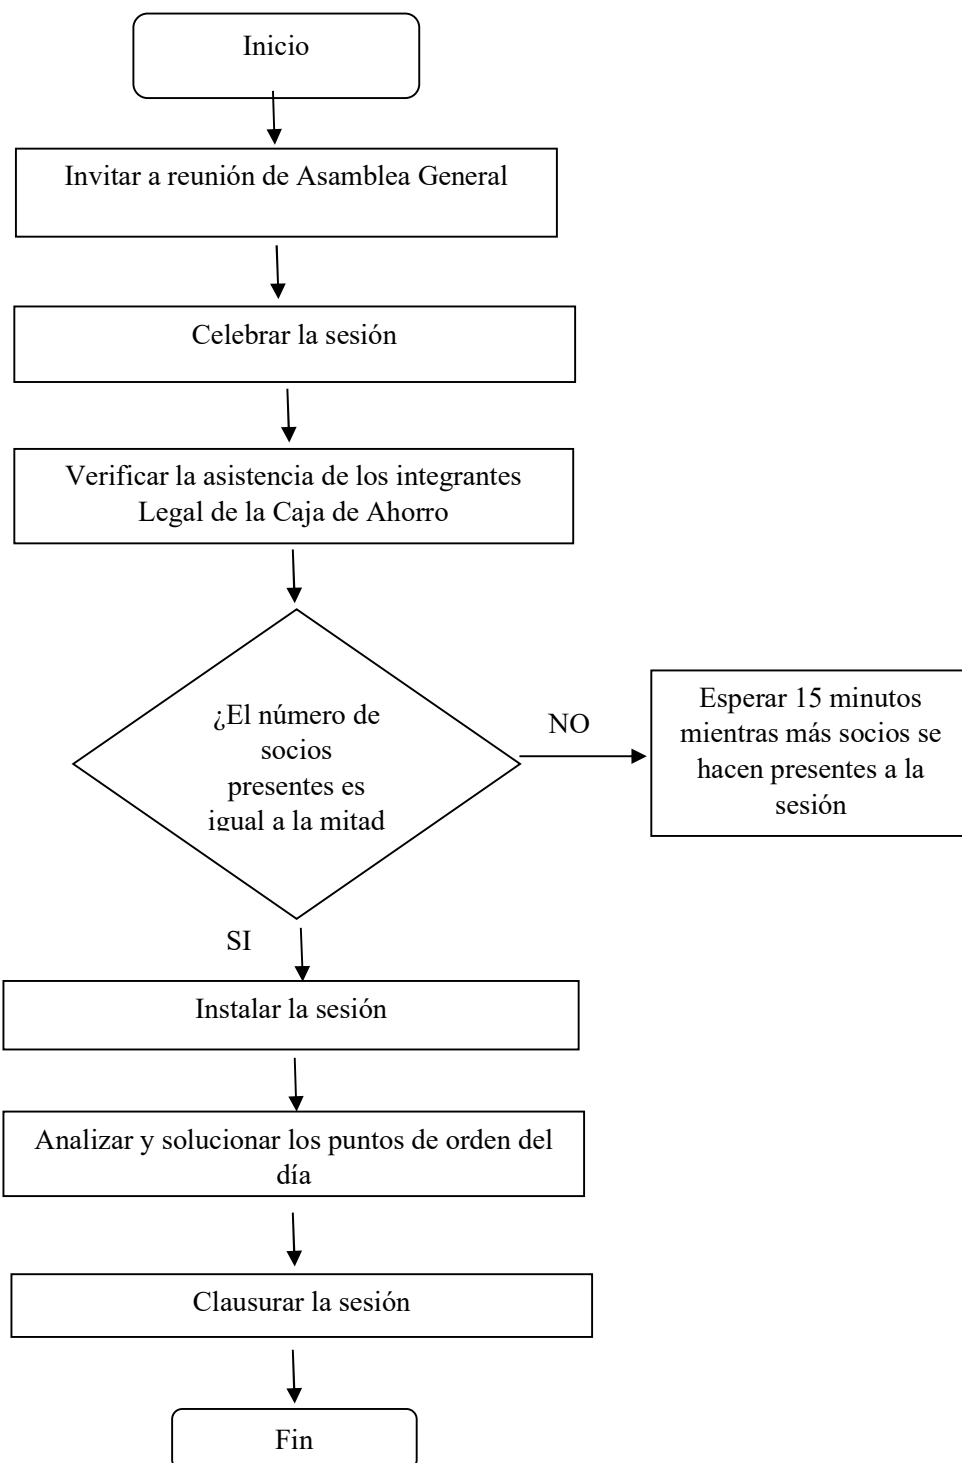 Inicio
Invitar a reunión de Asamblea General
Celebrar la sesión
Verificar la asistencia de los integrantes
Legal de la Caja de Ahorro
¿El número de
socios
presentes es
igual a la mitad
NO
Esperar 15 minutos
mientras más socios se
hacen presentes a la
sesión
SI
Instalar la sesión
Analizar y solucionar los puntos de orden del
día
Clausurar la sesión
Fin